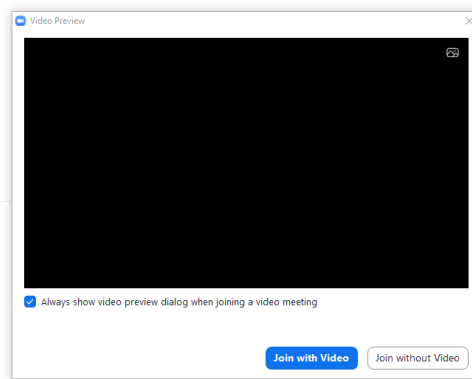 Video Preview
Always show video preview dialog when joining a video meeting
Join with Video
Join without Video